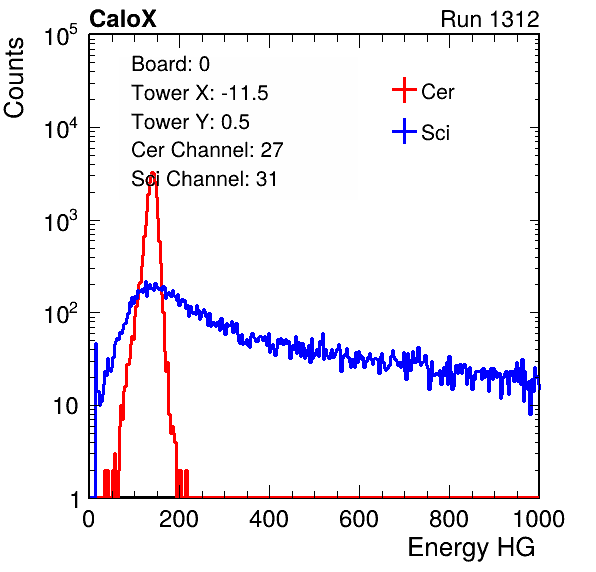 CaloX Run 1312
Counts
Board: 0
Tower X: -11.5
Tower Y: 0.5
Cer Channel: 27
Sci Channel: 31
Cer
Sci
10^5
10^4
10^3
10^2
10
1
0 200 400 600 800 1000
Energy HG